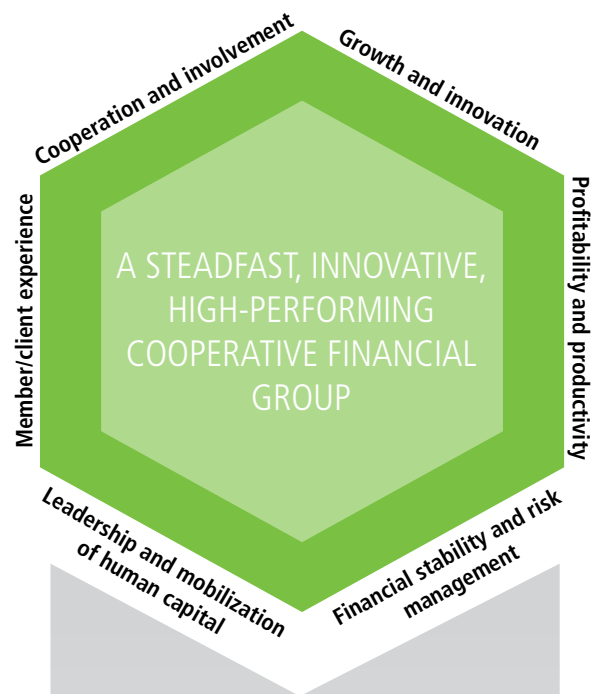 Cooperation and involvement
Growth and innovation
Member/client experience
Profitability and productivity
A STEADFAST, INNOVATIVE,
HIGH-PERFORMING
COOPERATIVE FINANCIAL
GROUP
Leadership and mobilization
of human capital
Financial stability and risk
management